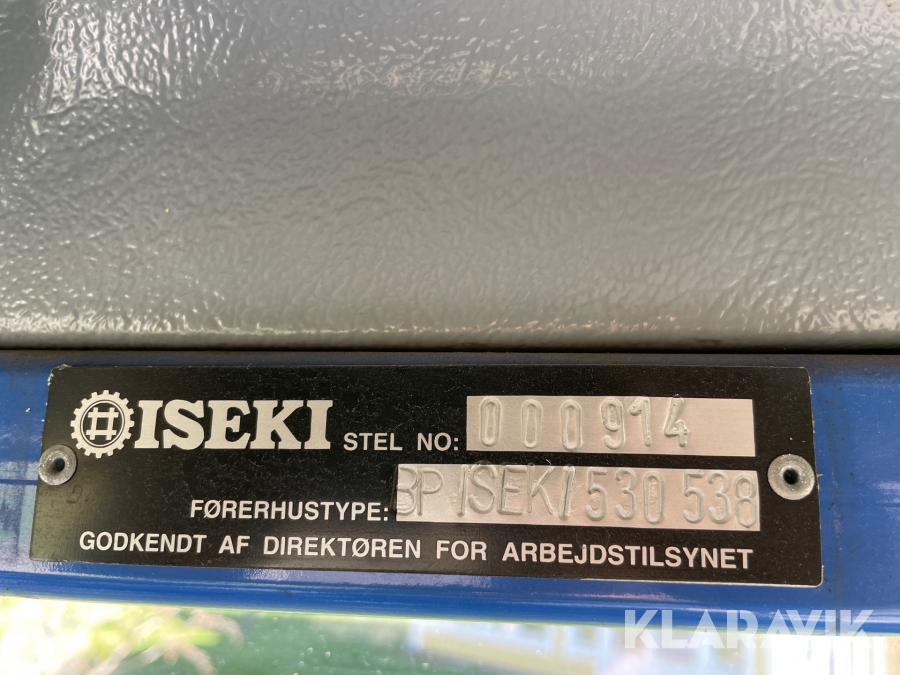 ISEKI STEL NO: 000914
FØRERHUSTYPE: BP ISEKI 530 538
GODKENDT AF DIREKTØREN FOR ARBEJDSTILSYNET
KLARAVIK